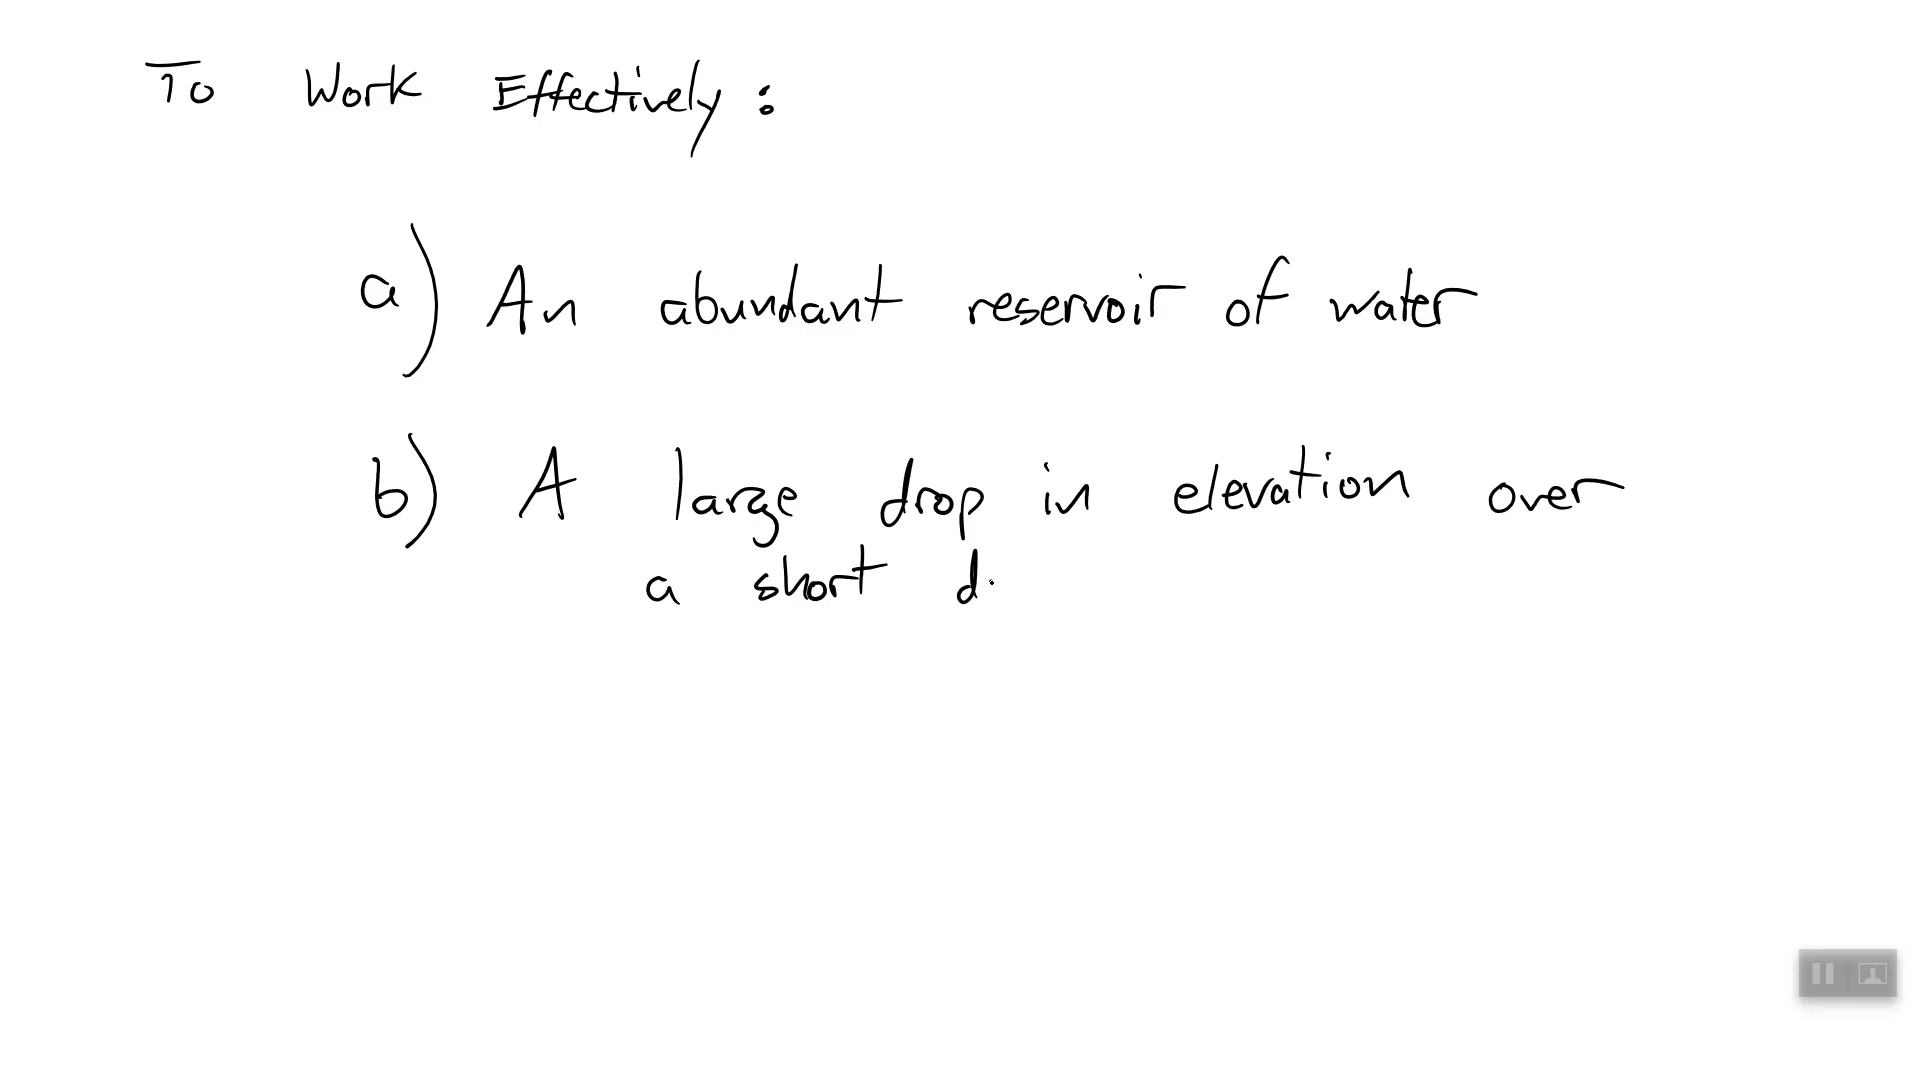 To Work Effectively:
a) An abundant reservoir of water
b) A large drop in elevation over
a short d